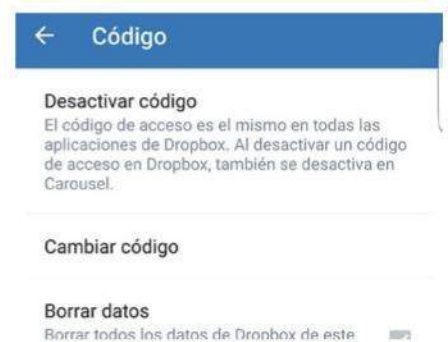 Código
Desactivar código
El código de acceso es el mismo en todas las
aplicaciones de Dropbox. Al desactivar un código
de acceso en Dropbox, también se desactiva en
Carousel.
Cambiar código
Borrar datos
Borrar todos los datos de Dropbox de este